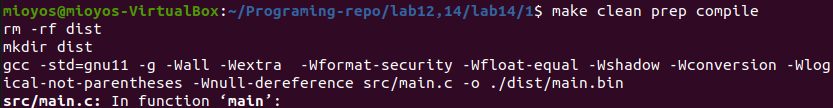 mioyos@mioyos-VirtualBox:~/Programing-repo/lab12,14/lab14/1$ make clean prep compile
rm -rf dist
mkdir dist
gcc -std=gnu11 -g -Wall -Wextra  -Wformat-security -Wfloat-equal -Wshadow -Wconversion -Wlog
ical-not-parentheses -Wnull-dereference src/main.c -o ./dist/main.bin
src/main.c: In function ‘main’: